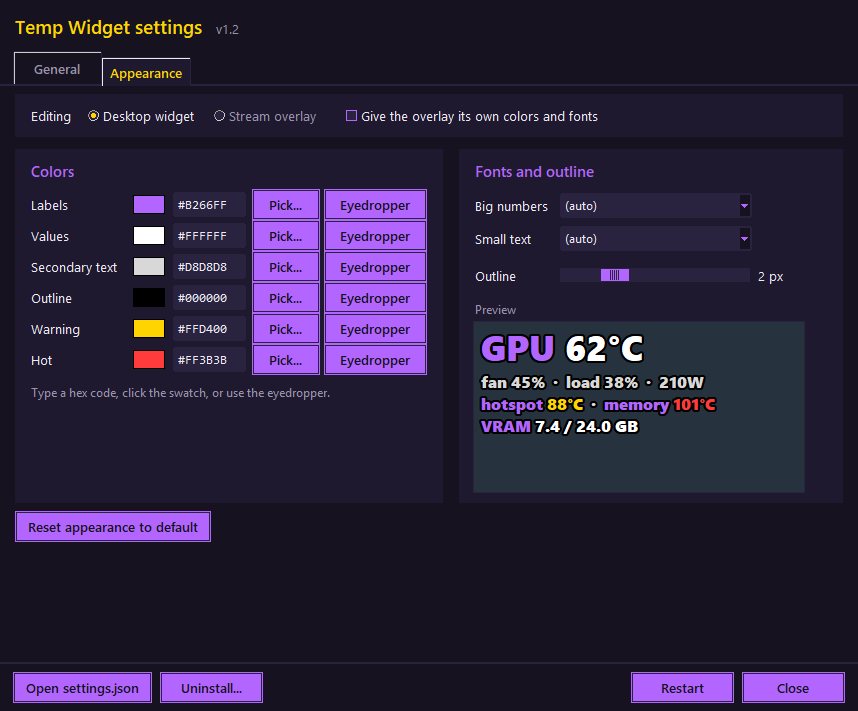 Temp Widget settings v1.2
General Appearance
Editing Desktop widget Stream overlay Give the overlay its own colors and fonts
Colors
Labels #B266FF Pick... Eyedropper
Values #FFFFFF Pick... Eyedropper
Secondary text #D8D8D8 Pick... Eyedropper
Outline #000000 Pick... Eyedropper
Warning #FFD400 Pick... Eyedropper
Hot #FF3B3B Pick... Eyedropper
Type a hex code, click the swatch, or use the eyedropper.
Fonts and outline
Big numbers (auto)
Small text (auto)
Outline 2 px
Preview
GPU 62°C
fan 45% · load 38% · 210W
hotspot 88°C · memory 101°C
VRAM 7.4 / 24.0 GB
Reset appearance to default
Open settings.json Uninstall... Restart Close